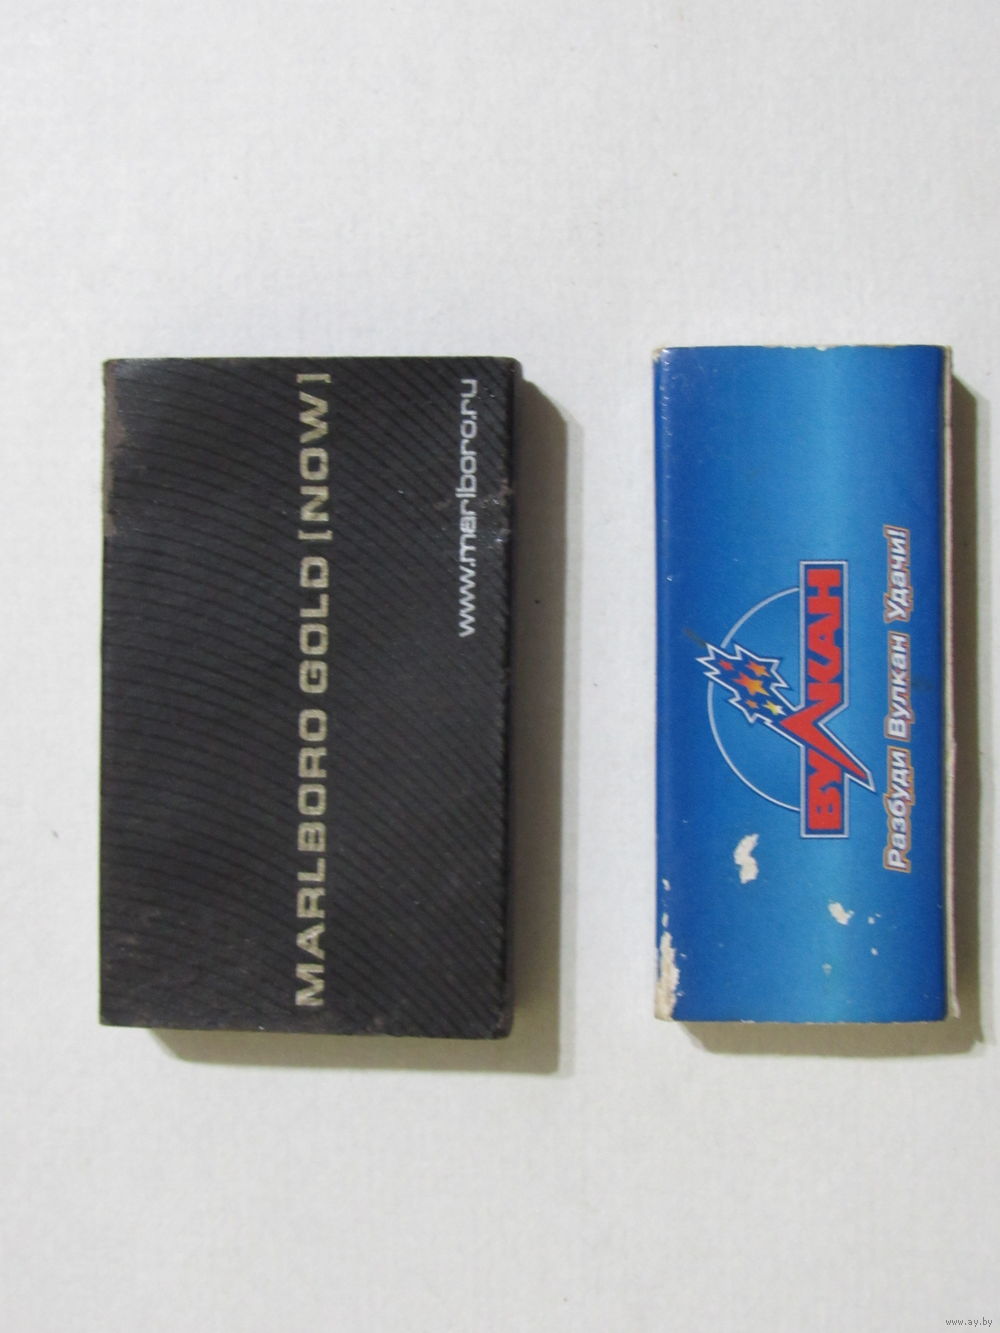 MARLBORO GOLD [NOW]
www.marlboro.ru
ВУЛКАН
Разбуди Вулкан Удачи!
www.ay.by